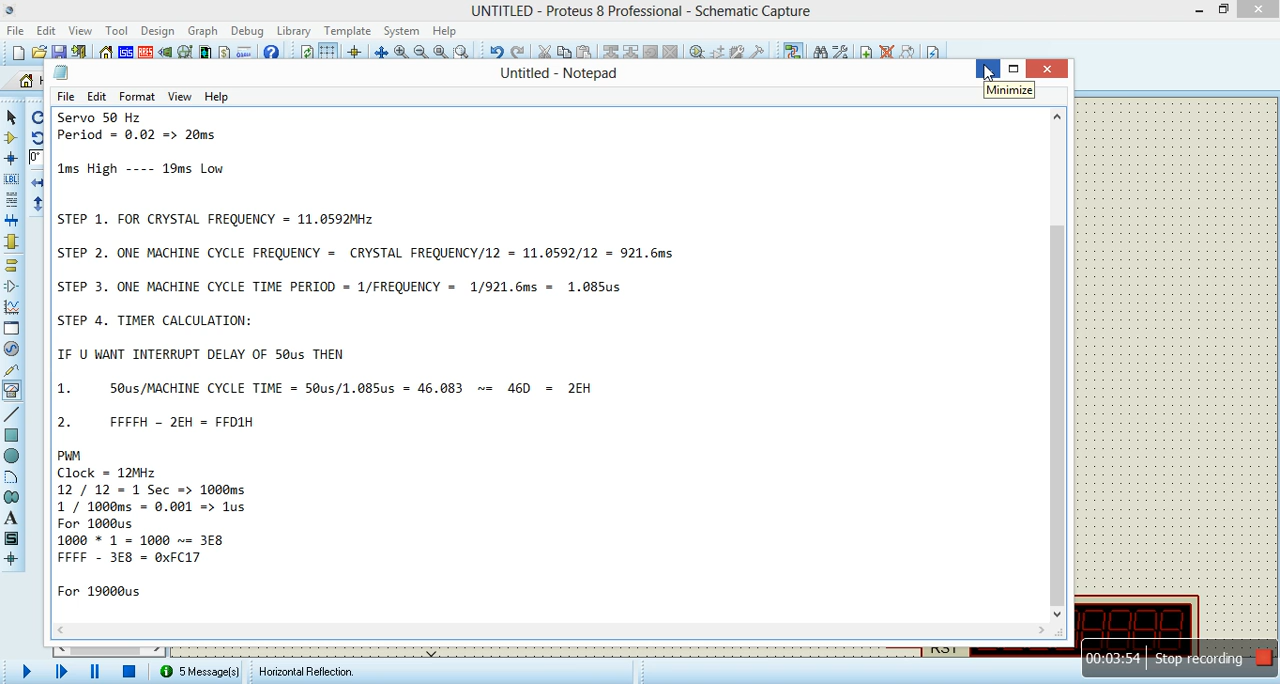 UNTITLED - Proteus 8 Professional - Schematic Capture
File Edit View Tool Design Graph Debug Library Template System Help
Untitled - Notepad
Minimize
File Edit Format View Help
Servo 50 Hz
Period = 0.02 => 20ms
1ms High ---- 19ms Low
STEP 1. FOR CRYSTAL FREQUENCY = 11.0592MHz
STEP 2. ONE MACHINE CYCLE FREQUENCY = CRYSTAL FREQUENCY/12 = 11.0592/12 = 921.6ms
STEP 3. ONE MACHINE CYCLE TIME PERIOD = 1/FREQUENCY = 1/921.6ms = 1.085us
STEP 4. TIMER CALCULATION:
IF U WANT INTERRUPT DELAY OF 50us THEN
1. 50us/MACHINE CYCLE TIME = 50us/1.085us = 46.083 ~= 46D = 2EH
2. FFFFH - 2EH = FFD1H
PWM
Clock = 12MHz
12 / 12 = 1 Sec => 1000ms
1 / 1000ms = 0.001 => 1us
For 1000us
1000 * 1 = 1000 ~= 3E8
FFFF - 3E8 = 0xFC17
For 19000us
LBL
0°
A
S
RST
00:03:54 Stop recording
5 Message(s) Horizontal Reflection.